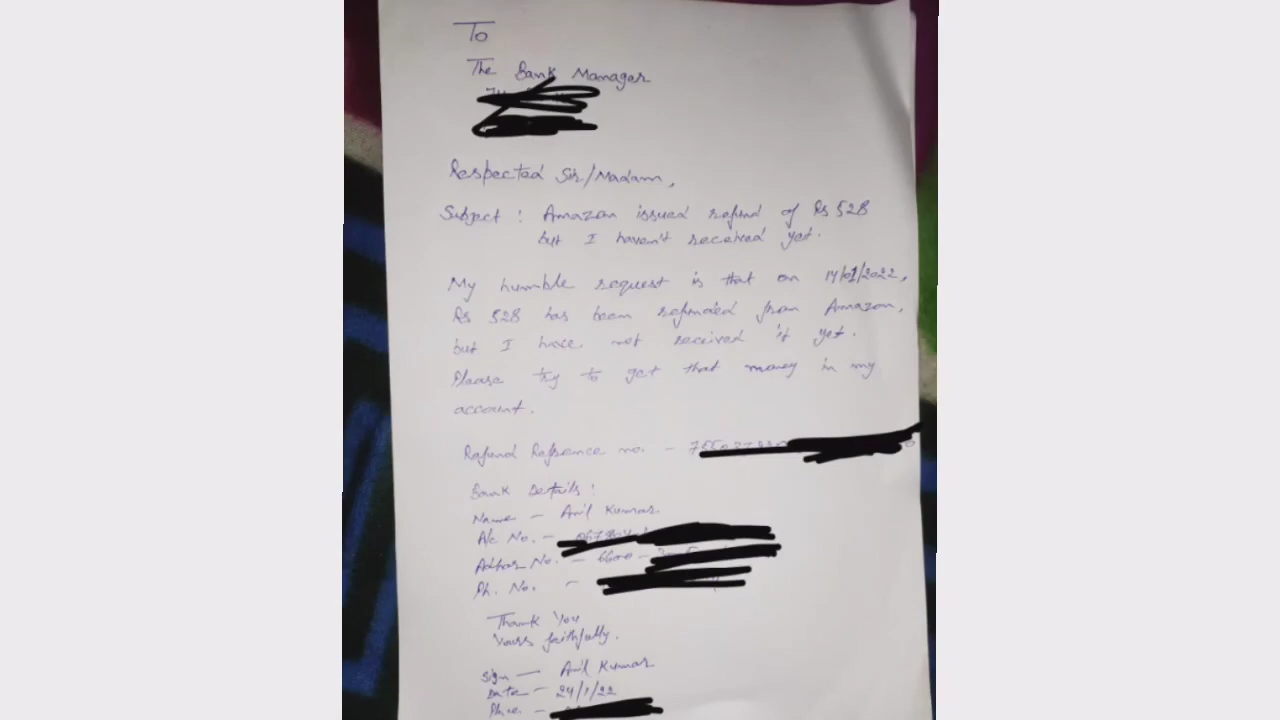 To
The Bank Manager
Respected Sir/Madam,
Subject : Amazon issued refund of Rs 528
but I haven't received yet.
My humble request is that on 14/01/2022,
Rs 528 has been refunded from Amazon,
but I have not received it yet.
Please try to get that money in my
account.
Refund Refrence no. -
Bank Details :
Name - Anil Kumar
A/c No. -
Adhar No. - 6600 -
Ph. No. -
Thank You
Yours faithfully.
Sign - Anil Kumar
Date - 24/1/22
Place. -